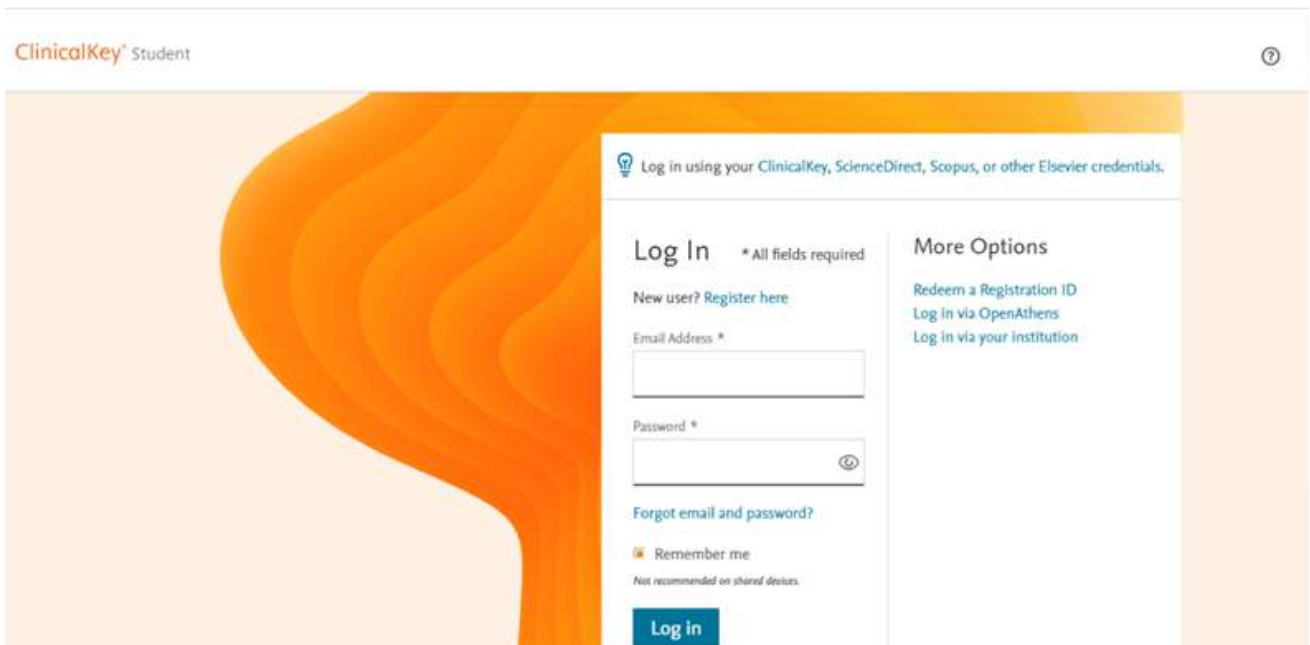 ClinicalKey® Student
Log in using your ClinicalKey, ScienceDirect, Scopus, or other Elsevier credentials.
Log In * All fields required
New user? Register here
Email Address *
Password *
Forgot email and password?
Remember me
Not recommended on shared devices.
Log in
More Options
Redeem a Registration ID
Log in via OpenAthens
Log in via your institution